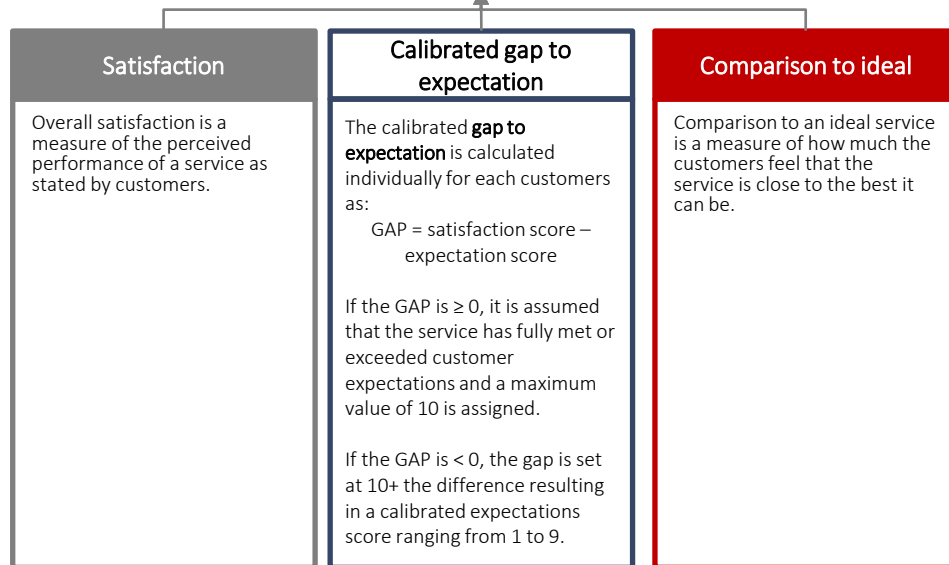 Satisfaction
Overall satisfaction is a
measure of the perceived
performance of a service as
stated by customers.
Calibrated gap to
expectation
The calibrated gap to
expectation is calculated
individually for each customers
as:
GAP = satisfaction score –
expectation score
If the GAP is ≥ 0, it is assumed
that the service has fully met or
exceeded customer
expectations and a maximum
value of 10 is assigned.
If the GAP is < 0, the gap is set
at 10+ the difference resulting
in a calibrated expectations
score ranging from 1 to 9.
Comparison to ideal
Comparison to an ideal service
is a measure of how much the
customers feel that the
service is close to the best it
can be.